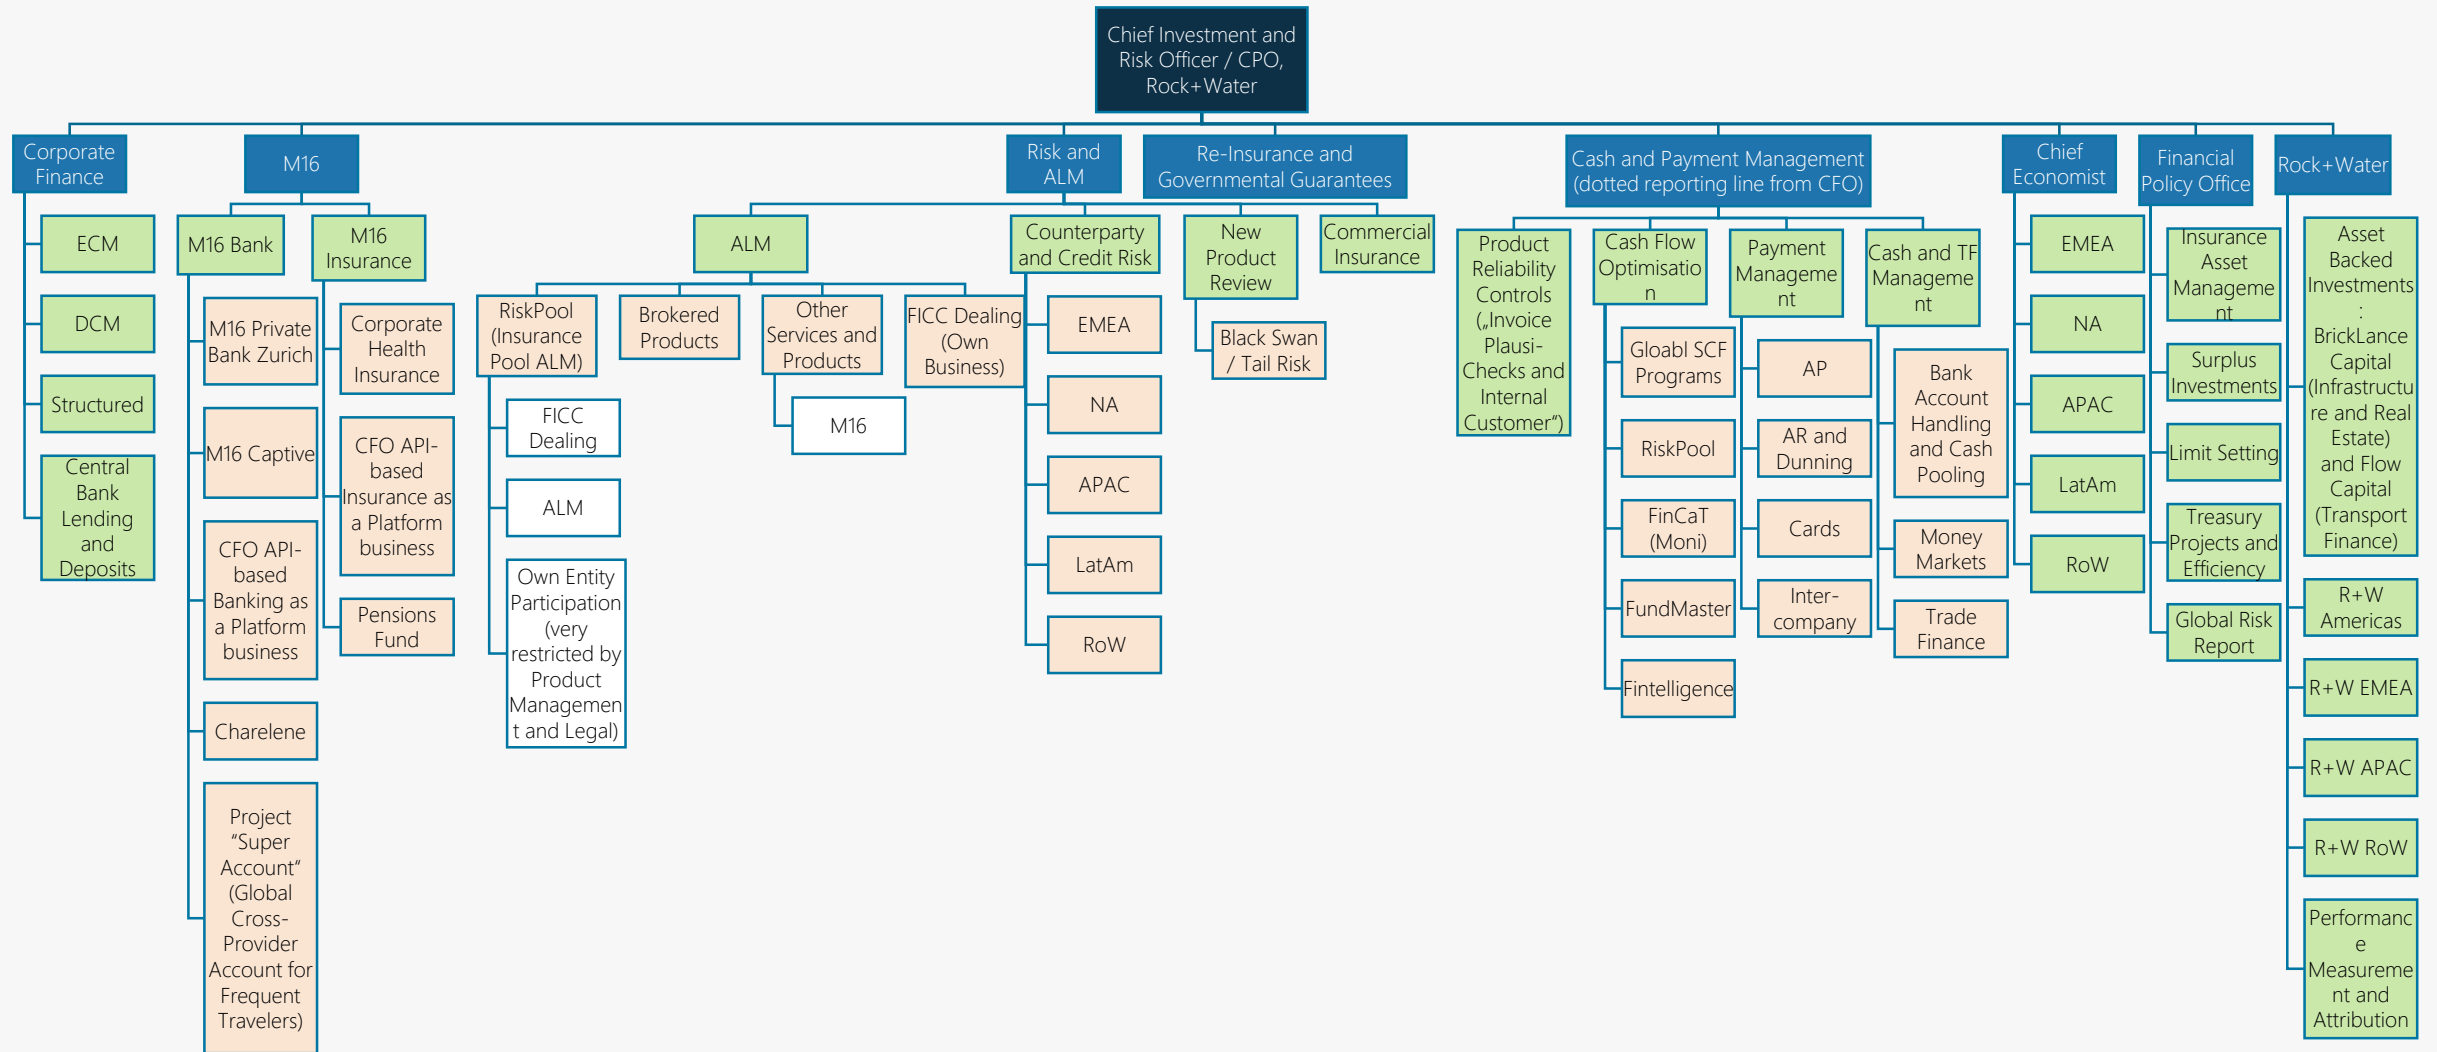 Chief Investment and
Risk Officer / CPO,
Rock+Water
Corporate
Finance
ECM
DCM
Structured
Central
Bank
Lending
and
Deposits
M16
M16 Bank
M16 Private
Bank Zurich
M16 Captive
CFO API-
based
Banking as
a Platform
business
Charelene
Project
“Super
Account“
(Global
Cross-
Provider
Account for
Frequent
Travelers)
M16
Insurance
Corporate
Health
Insurance
CFO API-
based
Insurance as
a Platform
business
Pensions
Fund
Risk and
ALM
ALM
RiskPool
(Insurance
Pool ALM)
FICC
Dealing
ALM
Own Entity
Participation
(very
restricted by
Product
Managemen
t and Legal)
Brokered
Products
Other
Services and
Products
M16
FICC Dealing
(Own
Business)
Counterparty
and Credit Risk
EMEA
NA
APAC
LatAm
RoW
New
Product
Review
Black Swan
/ Tail Risk
Commercial
Insurance
Re-Insurance and
Governmental Guarantees
Cash and Payment Management
(dotted reporting line from CFO)
Product
Reliability
Controls
(„Invoice
Plausi-
Checks and
Internal
Customer“)
Cash Flow
Optimisatio
n
Gloabl SCF
Programs
RiskPool
FinCaT
(Moni)
FundMaster
Fintelligence
Payment
Manageme
nt
AP
AR and
Dunning
Cards
Inter-
company
Cash and TF
Manageme
nt
Bank
Account
Handling
and Cash
Pooling
Money
Markets
Trade
Finance
Chief
Economist
EMEA
NA
APAC
LatAm
RoW
Financial
Policy Office
Insurance
Asset
Manageme
nt
Surplus
Investments
Limit Setting
Treasury
Projects and
Efficiency
Global Risk
Report
Rock+Water
Asset
Backed
Investments
:
BrickLance
Capital
(Infrastructu
re and Real
Estate)
and Flow
Capital
(Transport
Finance)
R+W
Americas
R+W EMEA
R+W APAC
R+W RoW
Performanc
e
Measureme
nt and
Attribution